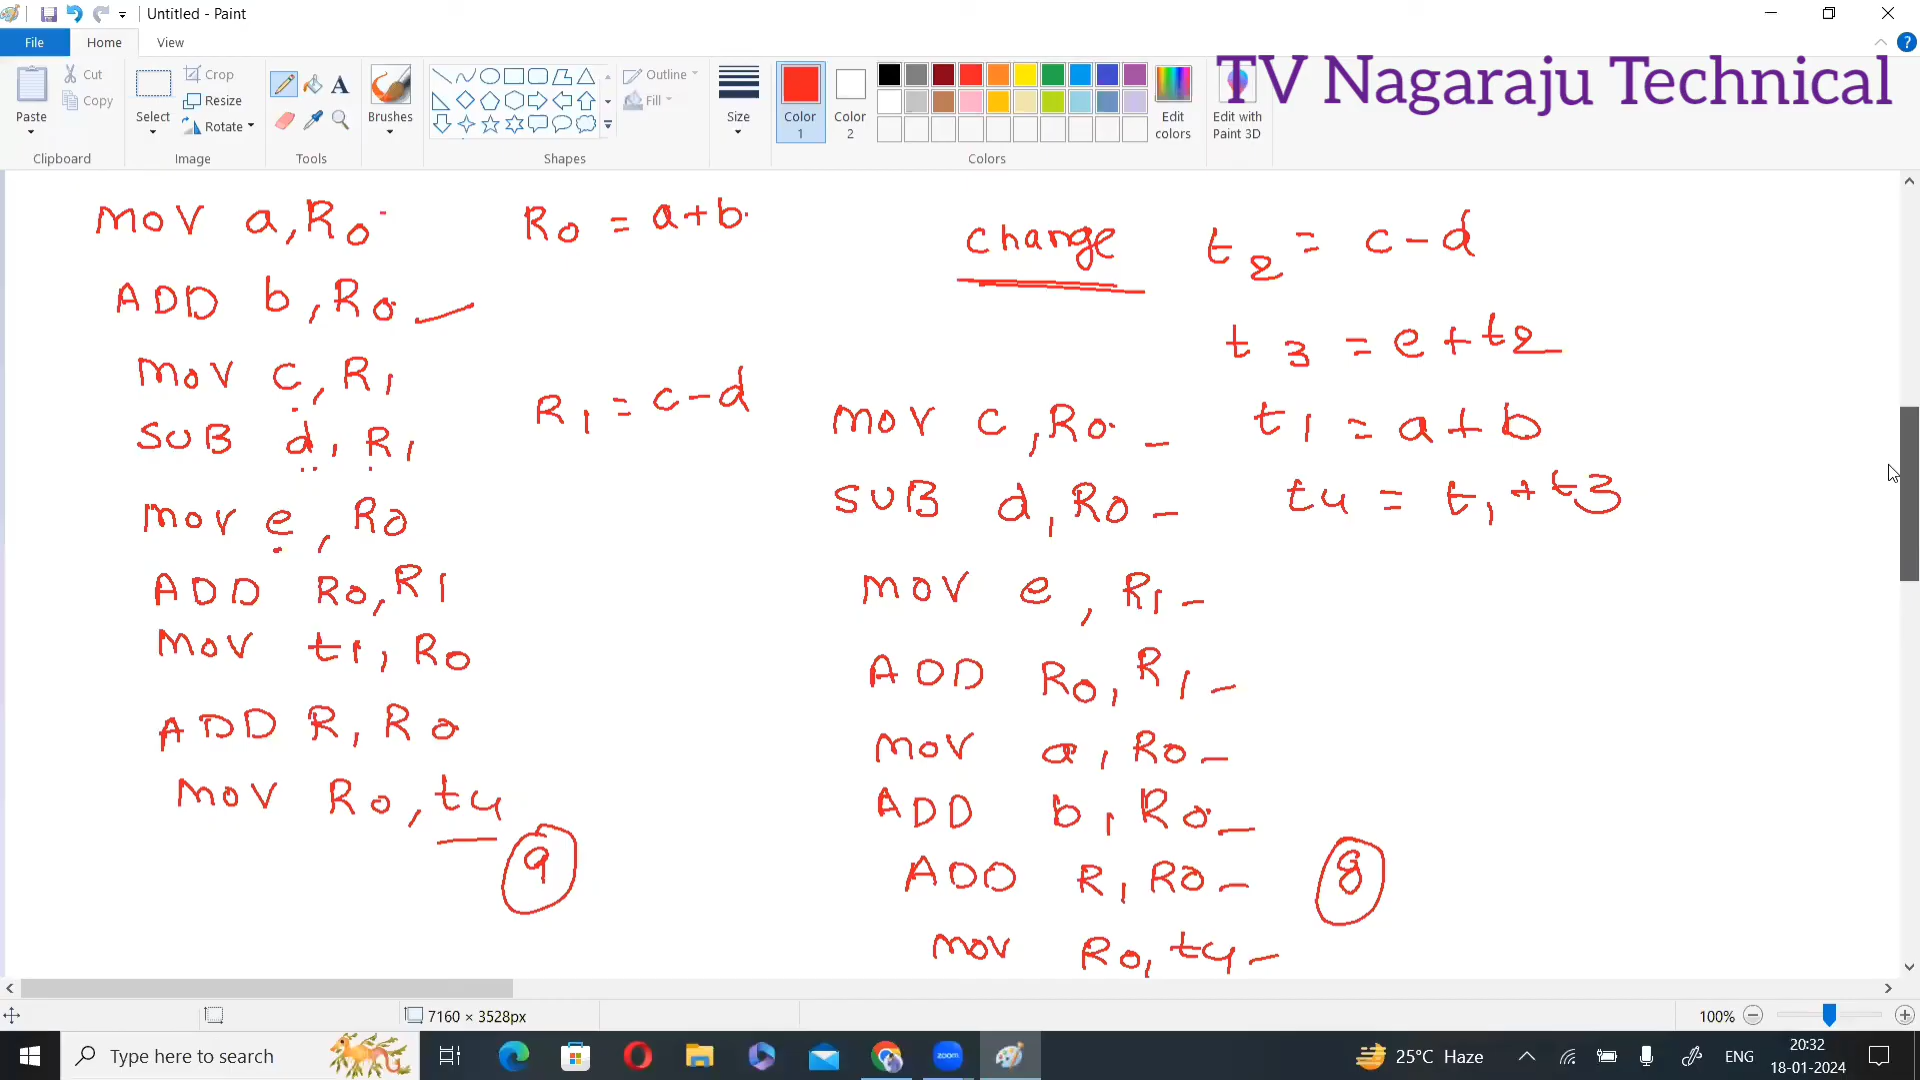 Untitled - Paint
File Home View
TV Nagaraju Technical
Paste
Cut
Copy
Clipboard
Select
Crop
Resize
Rotate
Image
Tools
Brushes
Outline
Fill
Shapes
Size
Color 1
Color 2
Colors
Edit colors
Edit with Paint 3D
MOV a, R0
ADD b, R0
MOV c, R1
SUB d, R1
MOV e, R0
ADD R0, R1
MOV t1, R0
ADD R, R0
MOV R0, t4
9
R0 = a+b
R1 = c-d
change
t2 = c-d
t3 = e+t2
t1 = a+b
t4 = t1+t3
MOV c, R0
SUB d, R0
MOV e, R1
ADD R0, R1
MOV a, R0
ADD b, R0
ADD R, R0
MOV R0, t4
8
7160 × 3528px
100%
Type here to search
zoom
25°C Haze
ENG
20:32
18-01-2024